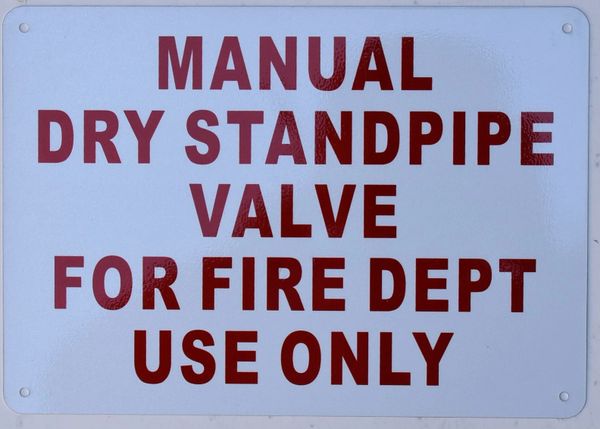 MANUAL
DRY STANDPIPE
VALVE
FOR FIRE DEPT
USE ONLY